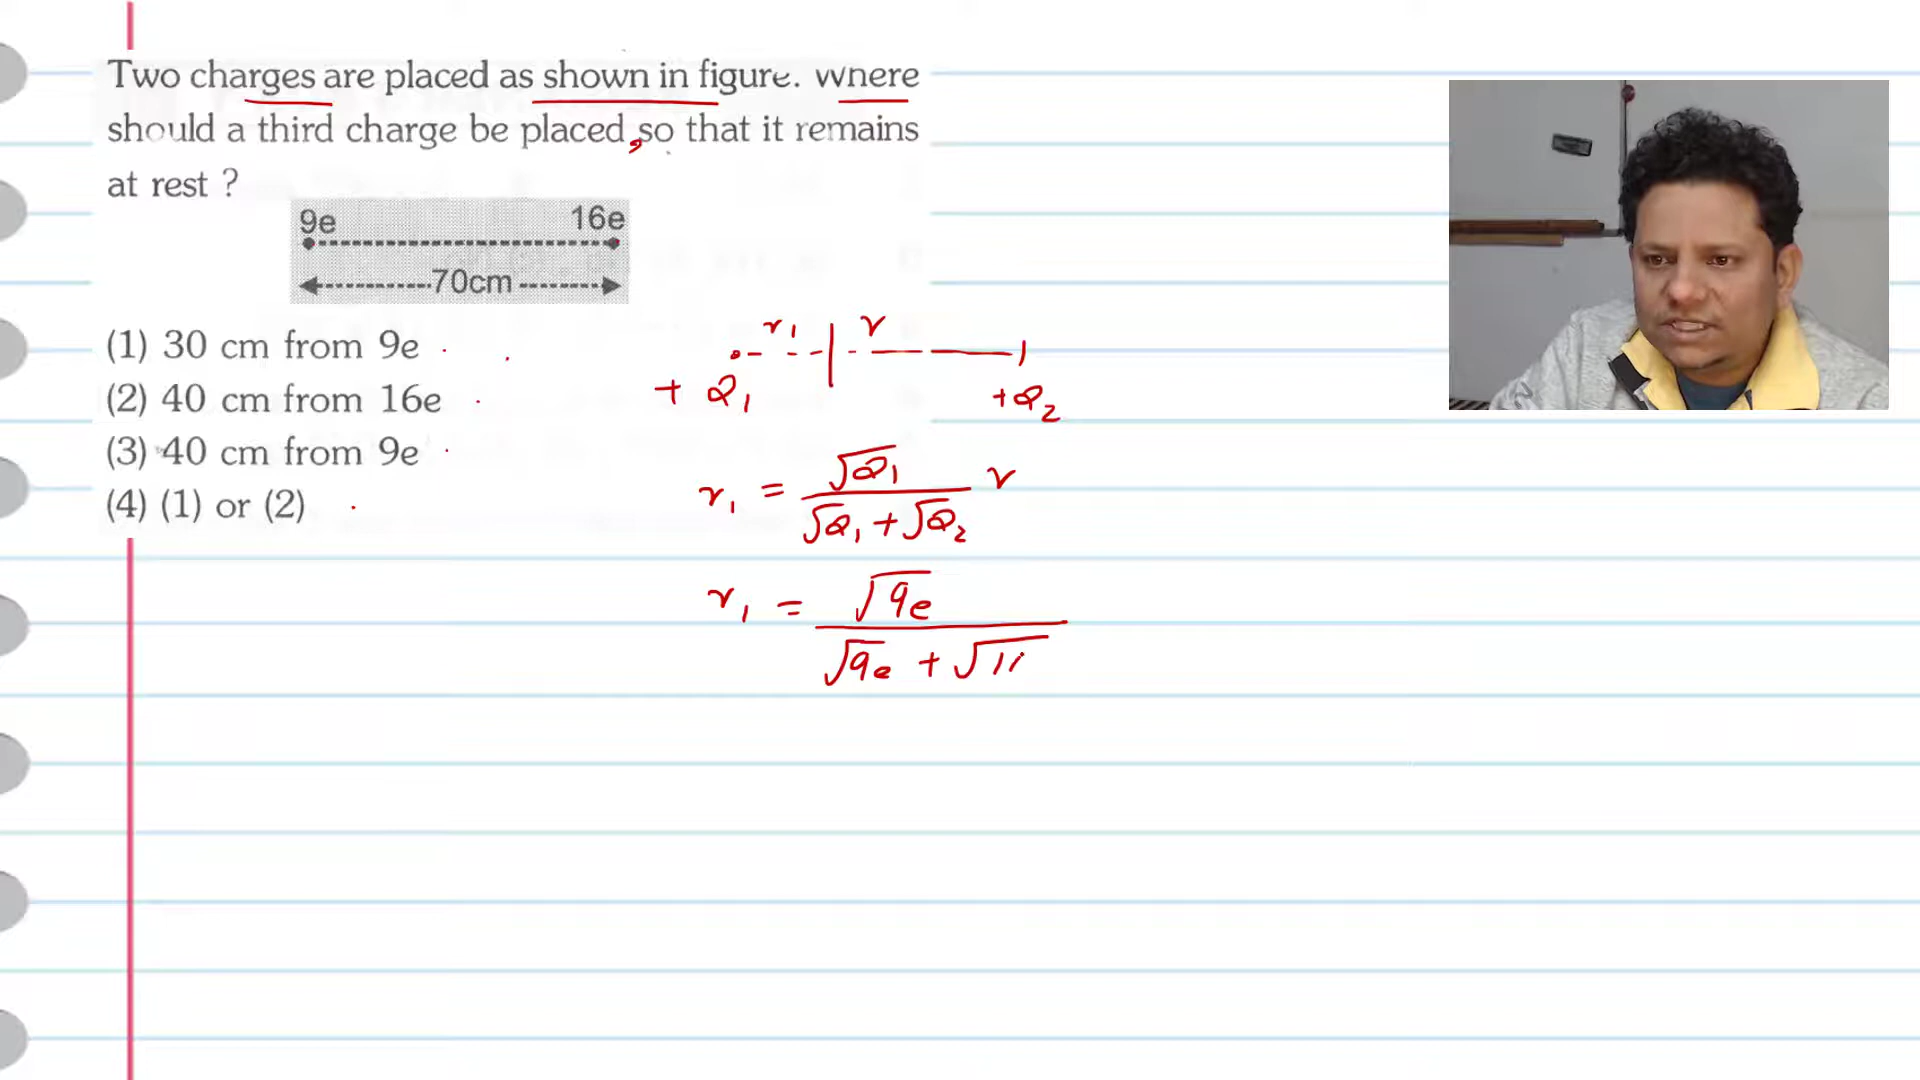 Two charges are placed as shown in figure. Where
should a third charge be placed, so that it remains
at rest ?
9e 16e
70cm
(1) 30 cm from 9e
(2) 40 cm from 16e
(3) 40 cm from 9e
(4) (1) or (2)
r₁ r
+ Q₁ +Q₂
r₁ = √Q₁ / (√Q₁ + √Q₂) r
r₁ = √9e / (√9e + √1